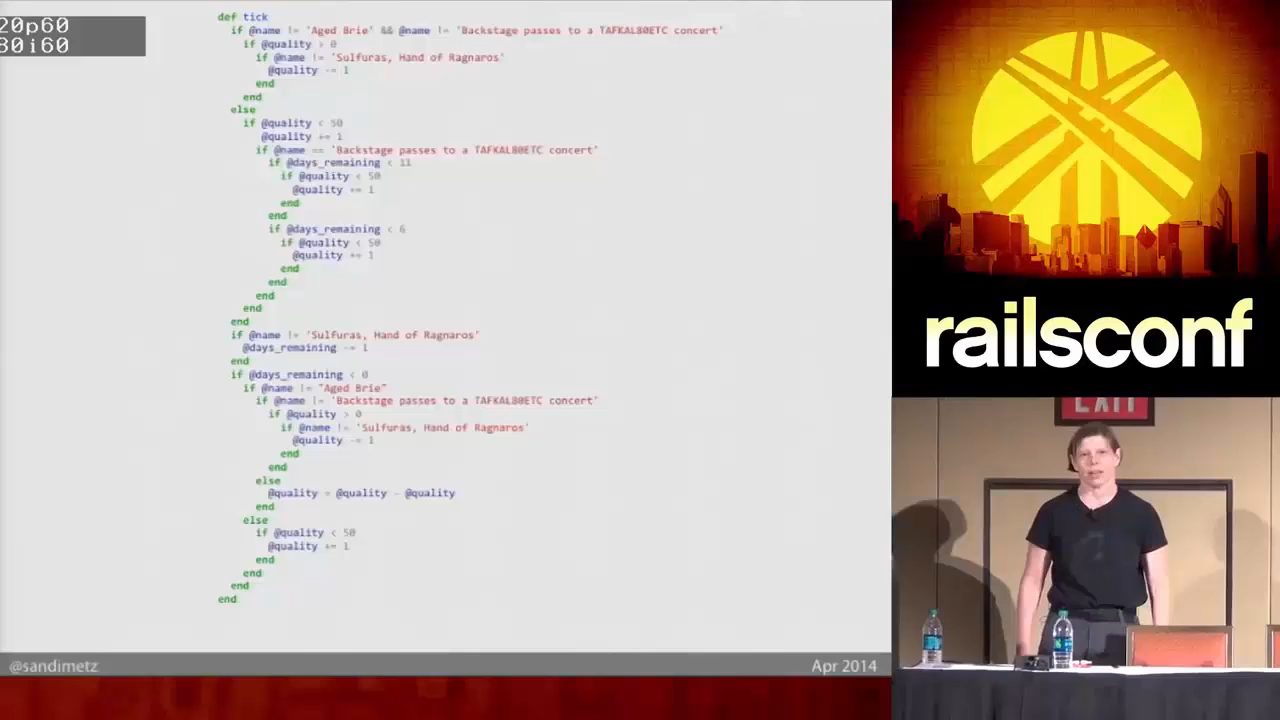 20p60
80i60
def tick
if @name != 'Aged Brie' && @name != 'Backstage passes to a TAFKAL80ETC concert'
if @quality > 0
if @name != 'Sulfuras, Hand of Ragnaros'
@quality -= 1
end
end
else
if @quality < 50
@quality += 1
if @name == 'Backstage passes to a TAFKAL80ETC concert'
if @days_remaining < 11
if @quality < 50
@quality += 1
end
end
if @days_remaining < 6
if @quality < 50
@quality += 1
end
end
end
end
end
if @name != 'Sulfuras, Hand of Ragnaros'
@days_remaining -= 1
end
if @days_remaining < 0
if @name != "Aged Brie"
if @name != 'Backstage passes to a TAFKAL80ETC concert'
if @quality > 0
if @name != 'Sulfuras, Hand of Ragnaros'
@quality -= 1
end
end
else
@quality = @quality - @quality
end
else
if @quality < 50
@quality += 1
end
end
end
end
@sandimetz
Apr 2014
railsconf
EXIT